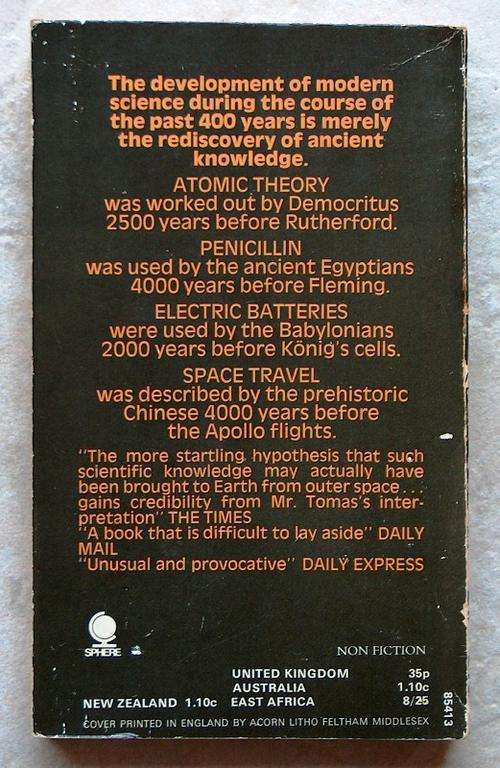 The development of modern
science during the course of
the past 400 years is merely
the rediscovery of ancient
knowledge.
ATOMIC THEORY
was worked out by Democritus
2500 years before Rutherford.
PENICILLIN
was used by the ancient Egyptians
4000 years before Fleming.
ELECTRIC BATTERIES
were used by the Babylonians
2000 years before König's cells.
SPACE TRAVEL
was described by the prehistoric
Chinese 4000 years before
the Apollo flights.
"The more startling hypothesis that such
scientific knowledge may actually have
been brought to Earth from outer space...
gains credibility from Mr. Tomas's inter-
pretation" THE TIMES
"A book that is difficult to lay aside" DAILY
MAIL
"Unusual and provocative" DAILY EXPRESS
SPHERE
NON FICTION
UNITED KINGDOM 35p
AUSTRALIA 1.10c
NEW ZEALAND 1.10c EAST AFRICA 8/25
COVER PRINTED IN ENGLAND BY ACORN LITHO FELTHAM MIDDLESEX
85413